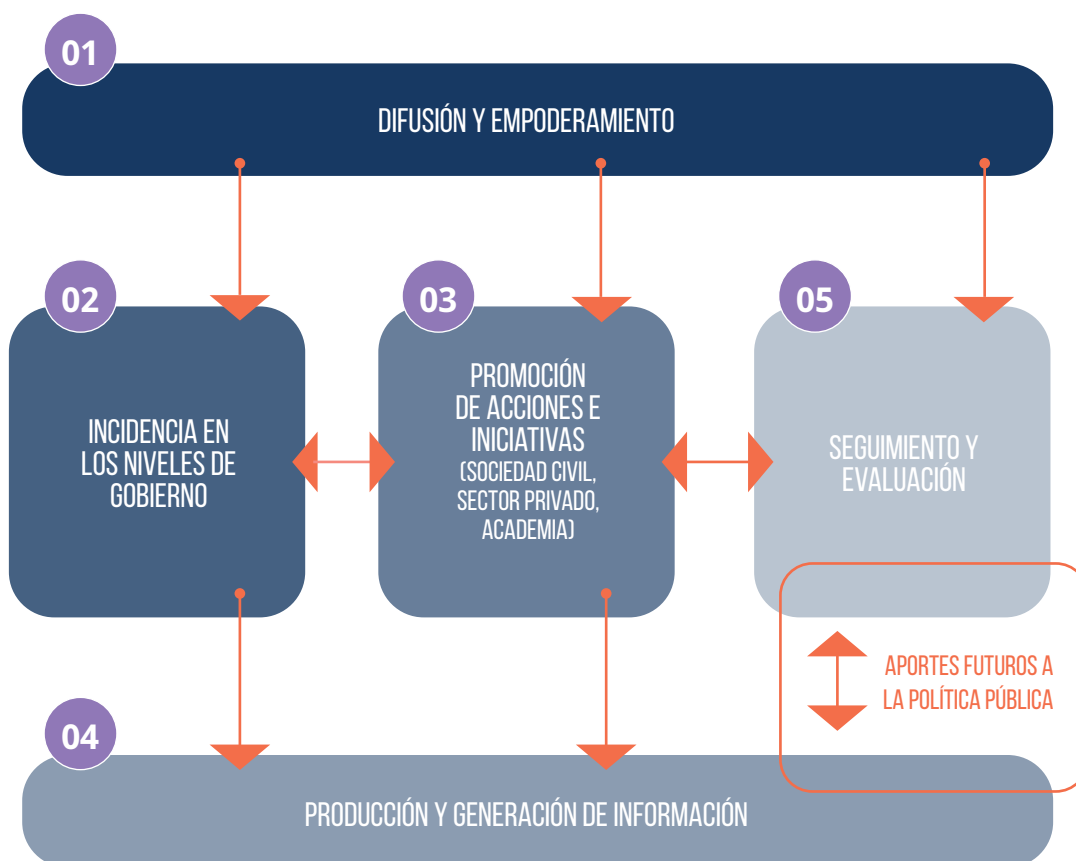 01
DIFUSIÓN Y EMPODERAMIENTO
02
INCIDENCIA EN
LOS NIVELES DE
GOBIERNO
03
PROMOCIÓN
DE ACCIONES E
INICIATIVAS
(SOCIEDAD CIVIL,
SECTOR PRIVADO,
ACADEMIA)
05
SEGUIMIENTO Y
EVALUACIÓN
APORTES FUTUROS A
LA POLÍTICA PÚBLICA
04
PRODUCCIÓN Y GENERACIÓN DE INFORMACIÓN